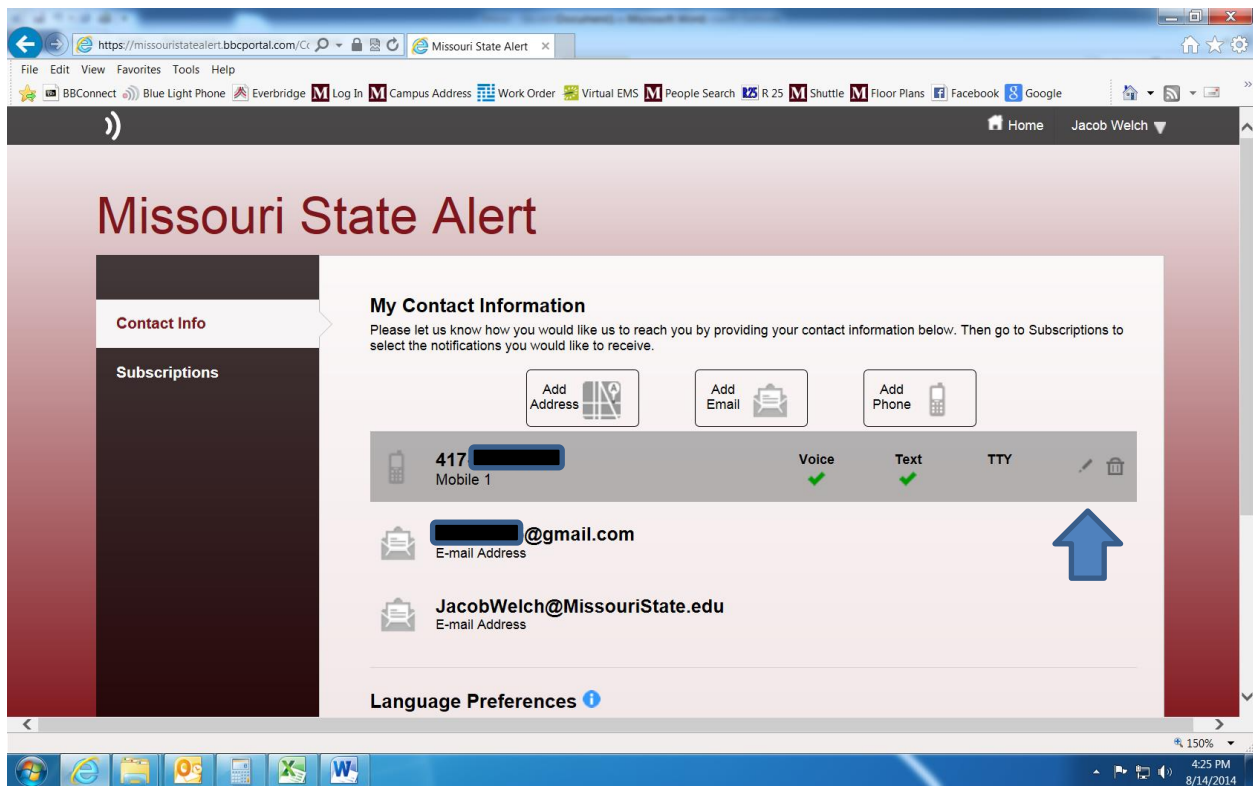 Document1 - Microsoft Word
https://missouristatealert.bbcportal.com/Cc
Missouri State Alert
File Edit View Favorites Tools Help
BBConnect Blue Light Phone Everbridge M Log In M Campus Address Work Order Virtual EMS M People Search R25 R 25 M Shuttle M Floor Plans Facebook Google
Home Jacob Welch
Missouri State Alert
Contact Info
Subscriptions
My Contact Information
Please let us know how you would like us to reach you by providing your contact information below. Then go to Subscriptions to
select the notifications you would like to receive.
Add
Address
Add
Email
Add
Phone
417
Mobile 1
Voice Text TTY
@gmail.com
E-mail Address
JacobWelch@MissouriState.edu
E-mail Address
Language Preferences
150%
4:25 PM
8/14/2014